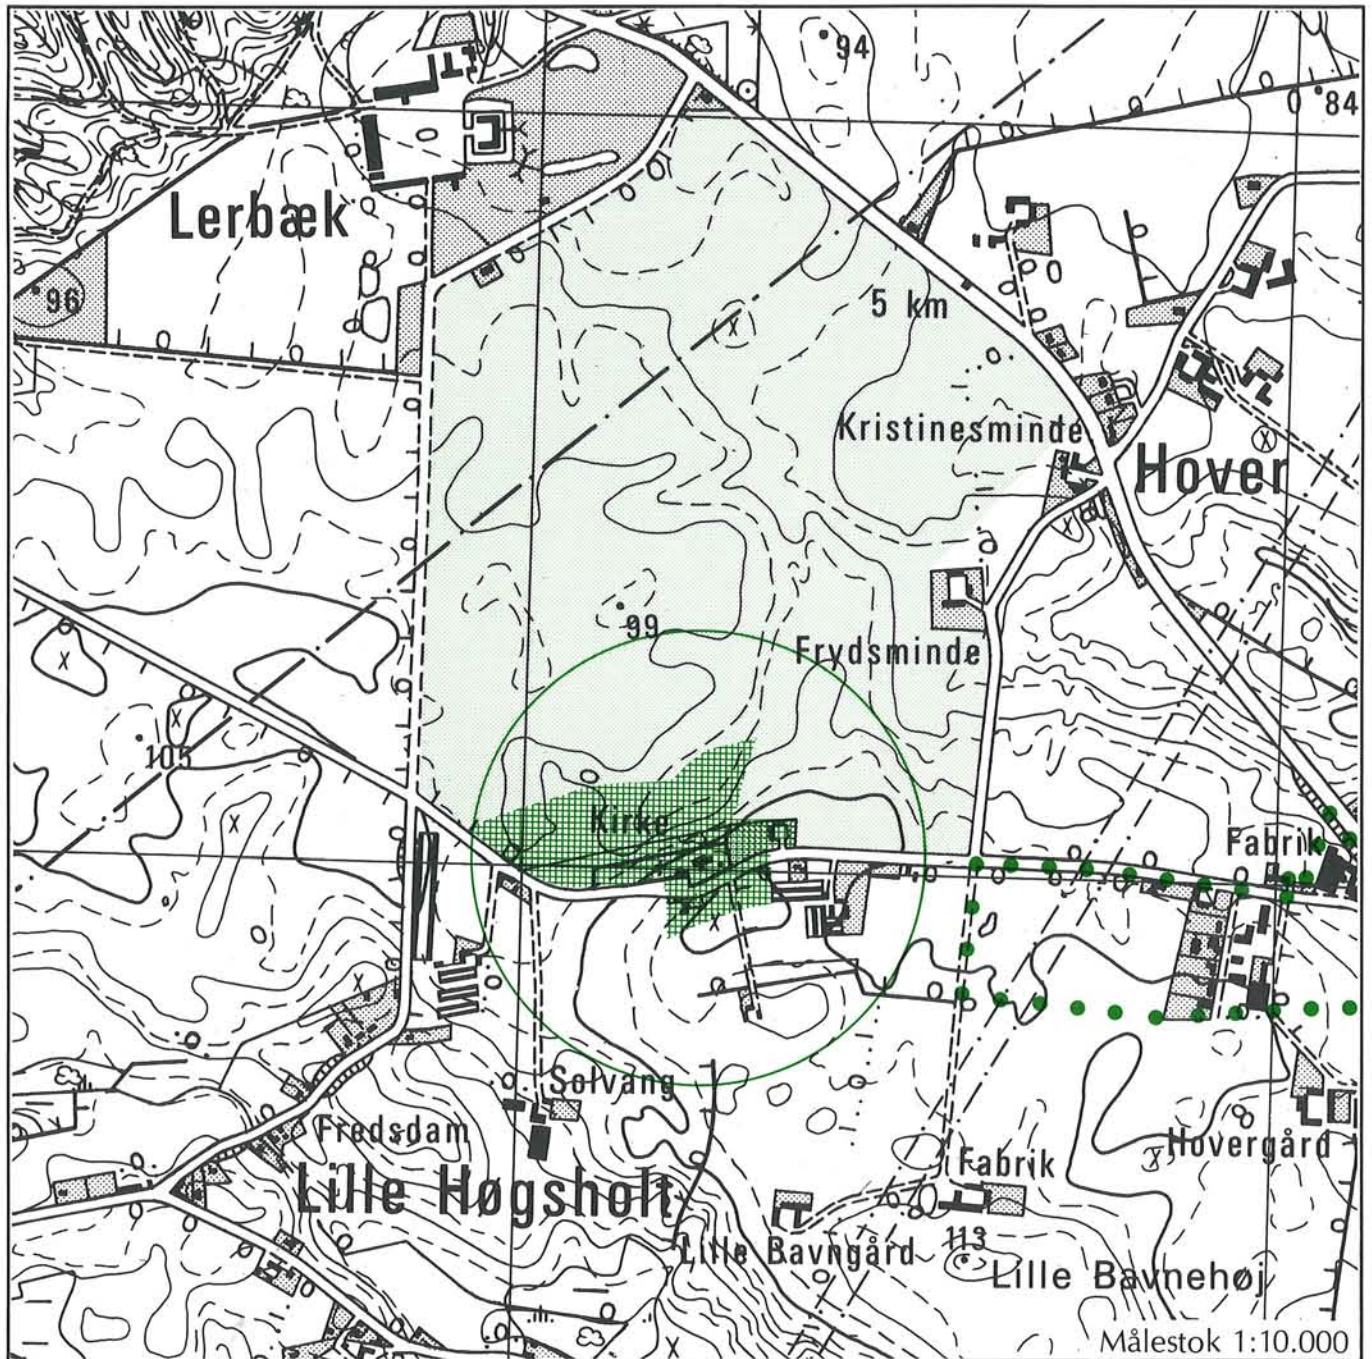 94
84
Lerbæk
96
5 km
Kristinesminde
Hover
99
Frydsminde
105
Kirke
Fabrik
Solvang
Fredsdam
Hovergård
Fabrik
Lille Høgsholt
113
Lille Bavngård
Lille Bavnehøj
Målestok 1:10.000